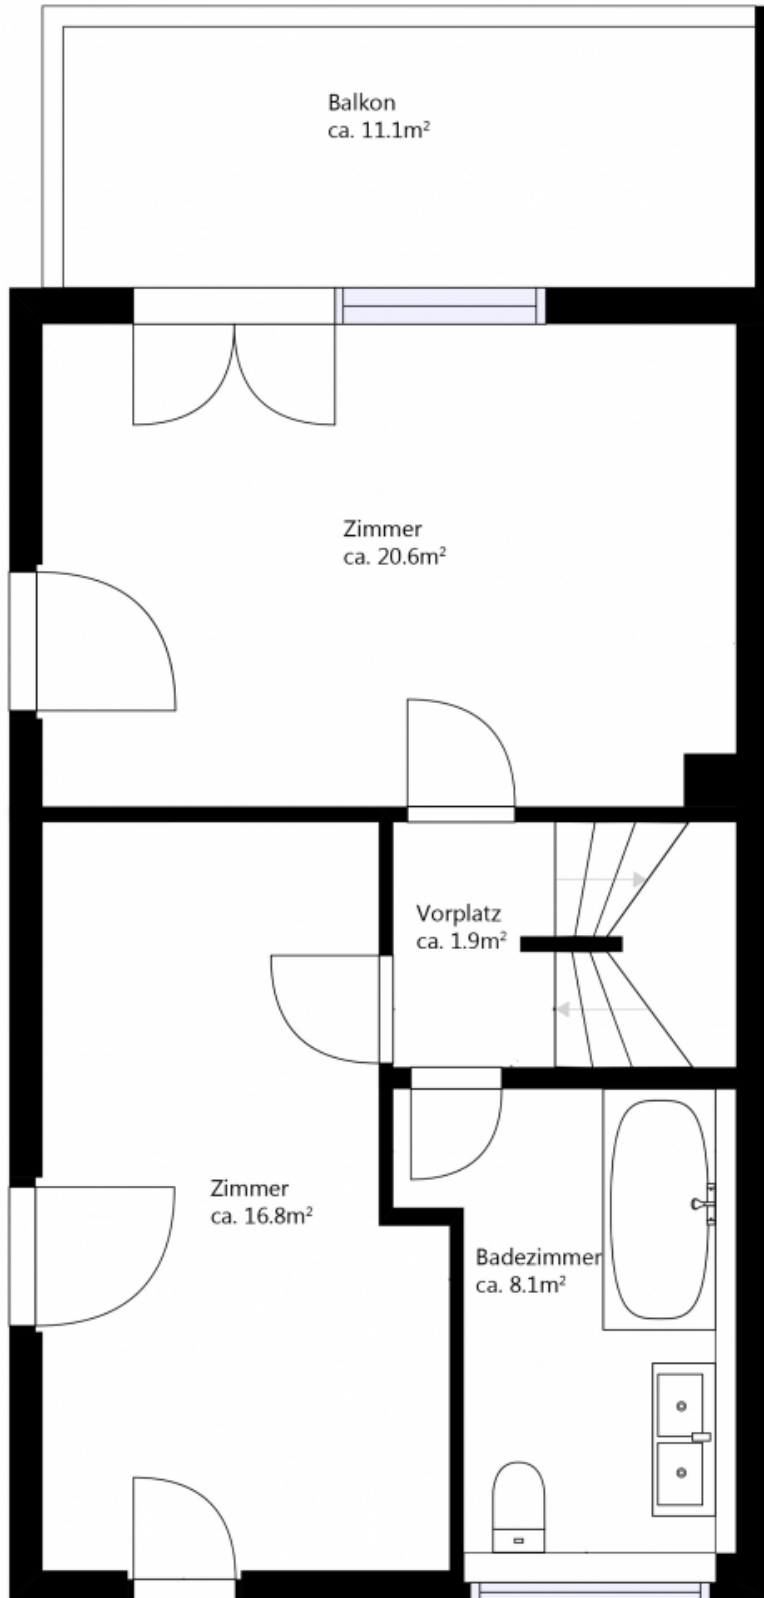 Balkon
ca. 11.1m²
Zimmer
ca. 20.6m²
Vorplatz
ca. 1.9m²
Zimmer
ca. 16.8m²
Badezimmer
ca. 8.1m²